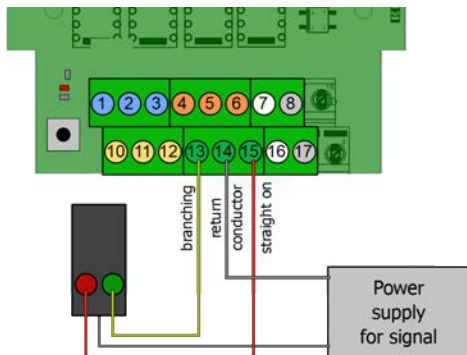 1 2 3 4 5 6 7 8
10 11 12 13 14 15 16 17
branching
return
conductor
straight on
Power
supply
for signal